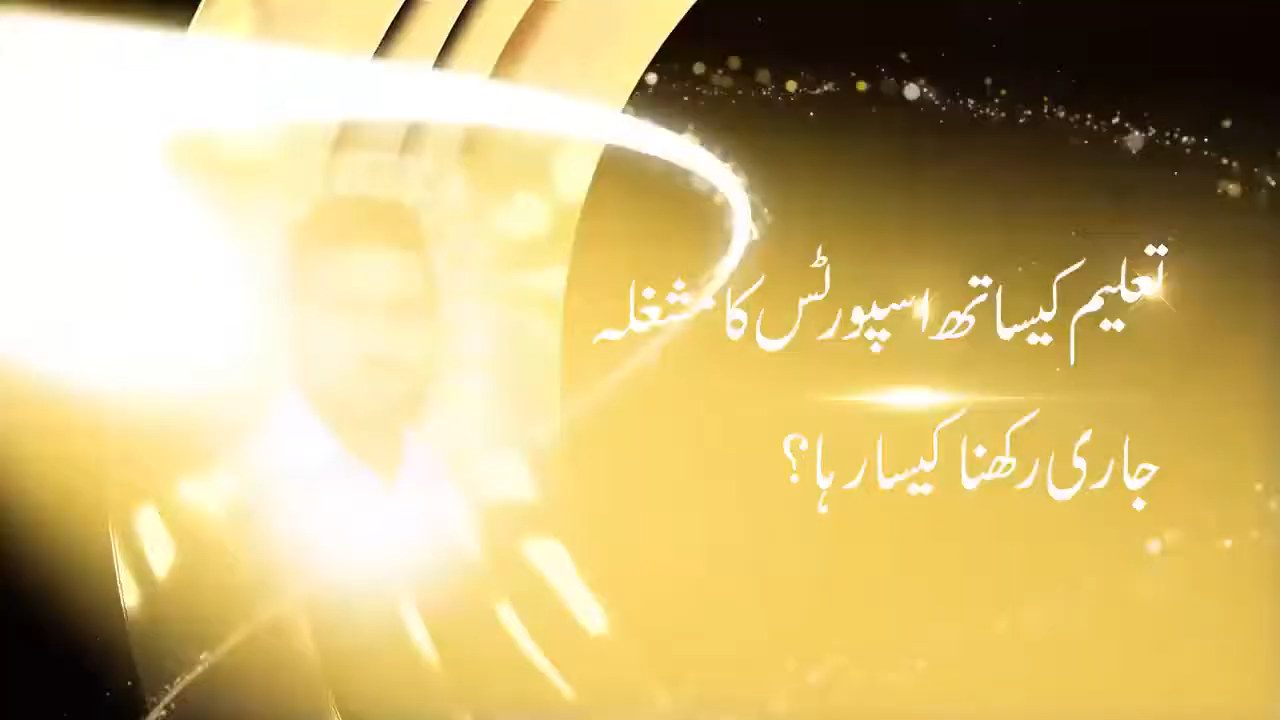 تعلیم کیساتھ اسپورٹس کا مشغلہ
جاری رکھنا کیسا رہا؟